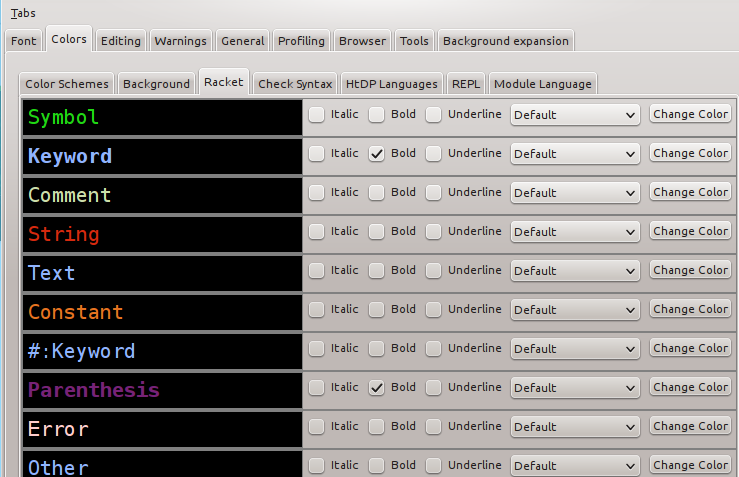 Tabs
Font Colors Editing Warnings General Profiling Browser Tools Background expansion
Color Schemes Background Racket Check Syntax HtDP Languages REPL Module Language
Symbol Italic Bold Underline Default Change Color
Keyword Italic Bold Underline Default Change Color
Comment Italic Bold Underline Default Change Color
String Italic Bold Underline Default Change Color
Text Italic Bold Underline Default Change Color
Constant Italic Bold Underline Default Change Color
#:Keyword Italic Bold Underline Default Change Color
Parenthesis Italic Bold Underline Default Change Color
Error Italic Bold Underline Default Change Color
Other Italic Bold Underline Default Change Color